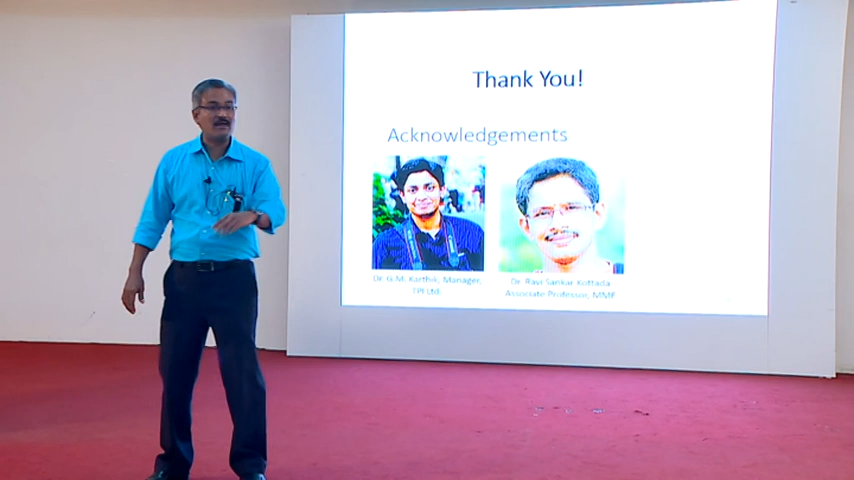 Thank You!
Acknowledgements
Dr. G.M. Karthik, Manager,
TPI Ltd.
Dr. Ravi Sankar Kottada
Associate Professor, MME